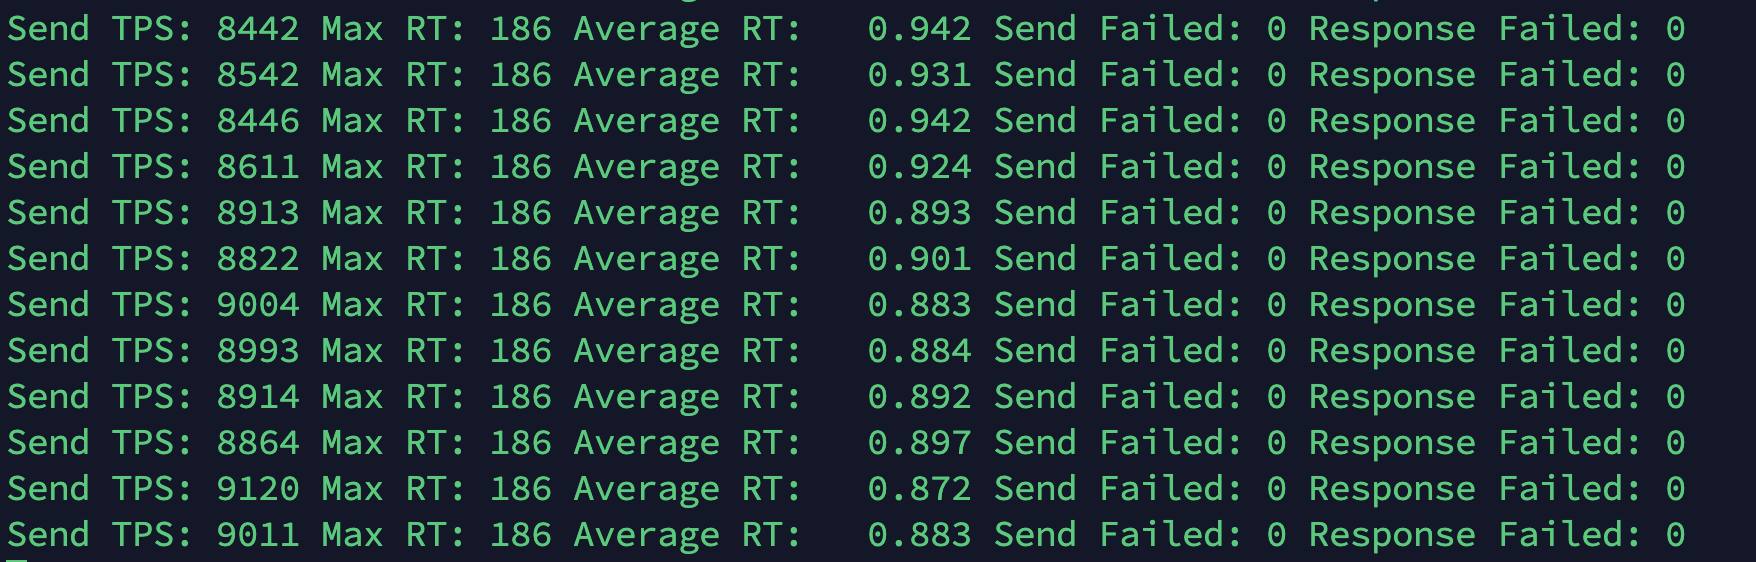 Send TPS: 8442 Max RT: 186 Average RT:   0.942 Send Failed: 0 Response Failed: 0
Send TPS: 8542 Max RT: 186 Average RT:   0.931 Send Failed: 0 Response Failed: 0
Send TPS: 8446 Max RT: 186 Average RT:   0.942 Send Failed: 0 Response Failed: 0
Send TPS: 8611 Max RT: 186 Average RT:   0.924 Send Failed: 0 Response Failed: 0
Send TPS: 8913 Max RT: 186 Average RT:   0.893 Send Failed: 0 Response Failed: 0
Send TPS: 8822 Max RT: 186 Average RT:   0.901 Send Failed: 0 Response Failed: 0
Send TPS: 9004 Max RT: 186 Average RT:   0.883 Send Failed: 0 Response Failed: 0
Send TPS: 8993 Max RT: 186 Average RT:   0.884 Send Failed: 0 Response Failed: 0
Send TPS: 8914 Max RT: 186 Average RT:   0.892 Send Failed: 0 Response Failed: 0
Send TPS: 8864 Max RT: 186 Average RT:   0.897 Send Failed: 0 Response Failed: 0
Send TPS: 9120 Max RT: 186 Average RT:   0.872 Send Failed: 0 Response Failed: 0
Send TPS: 9011 Max RT: 186 Average RT:   0.883 Send Failed: 0 Response Failed: 0